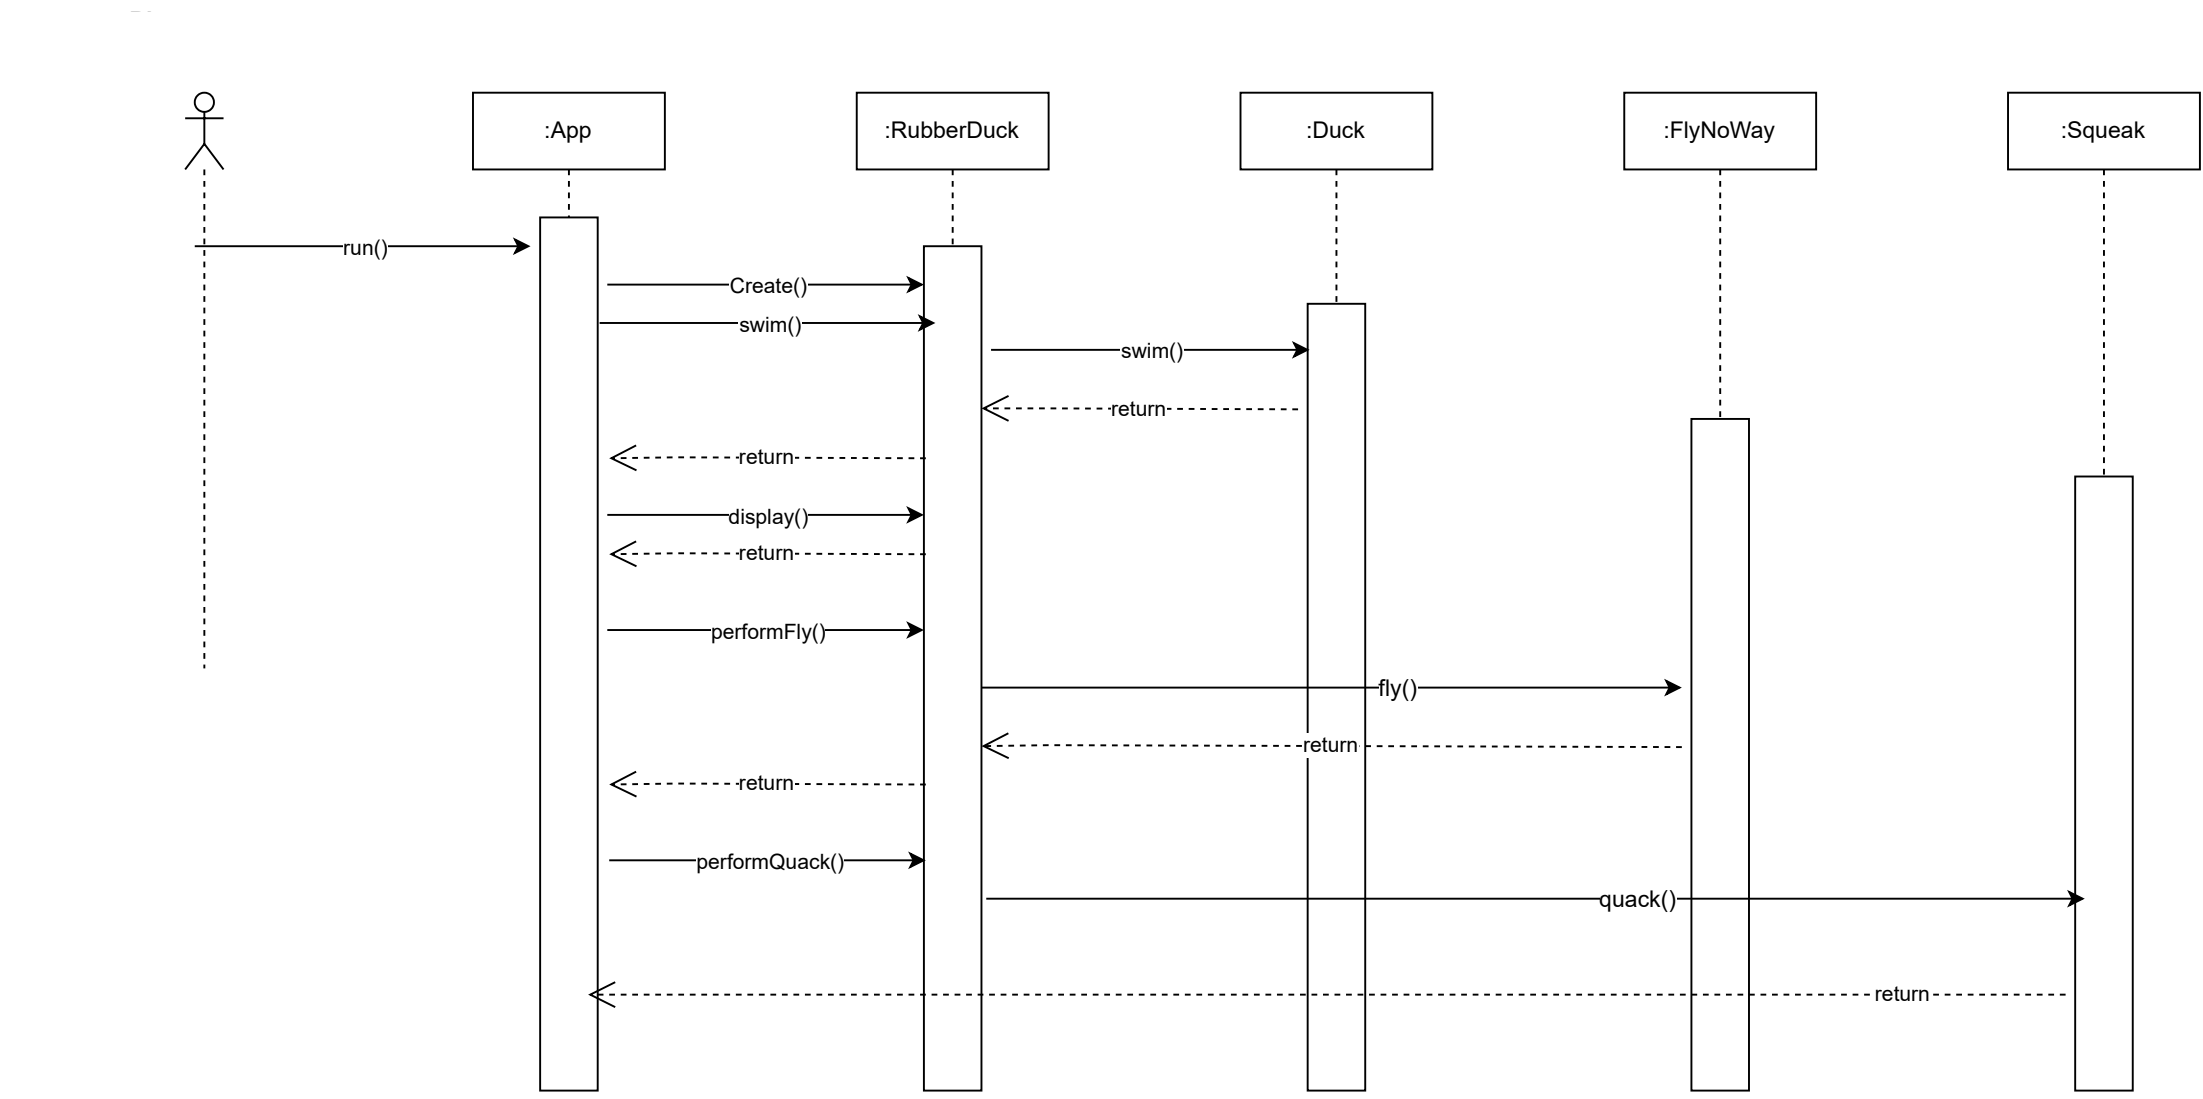 :App
:RubberDuck
:Duck
:FlyNoWay
:Squeak
run()
Create()
swim()
swim()
return
return
display()
return
performFly()
fly()
return
return
performQuack()
quack()
return